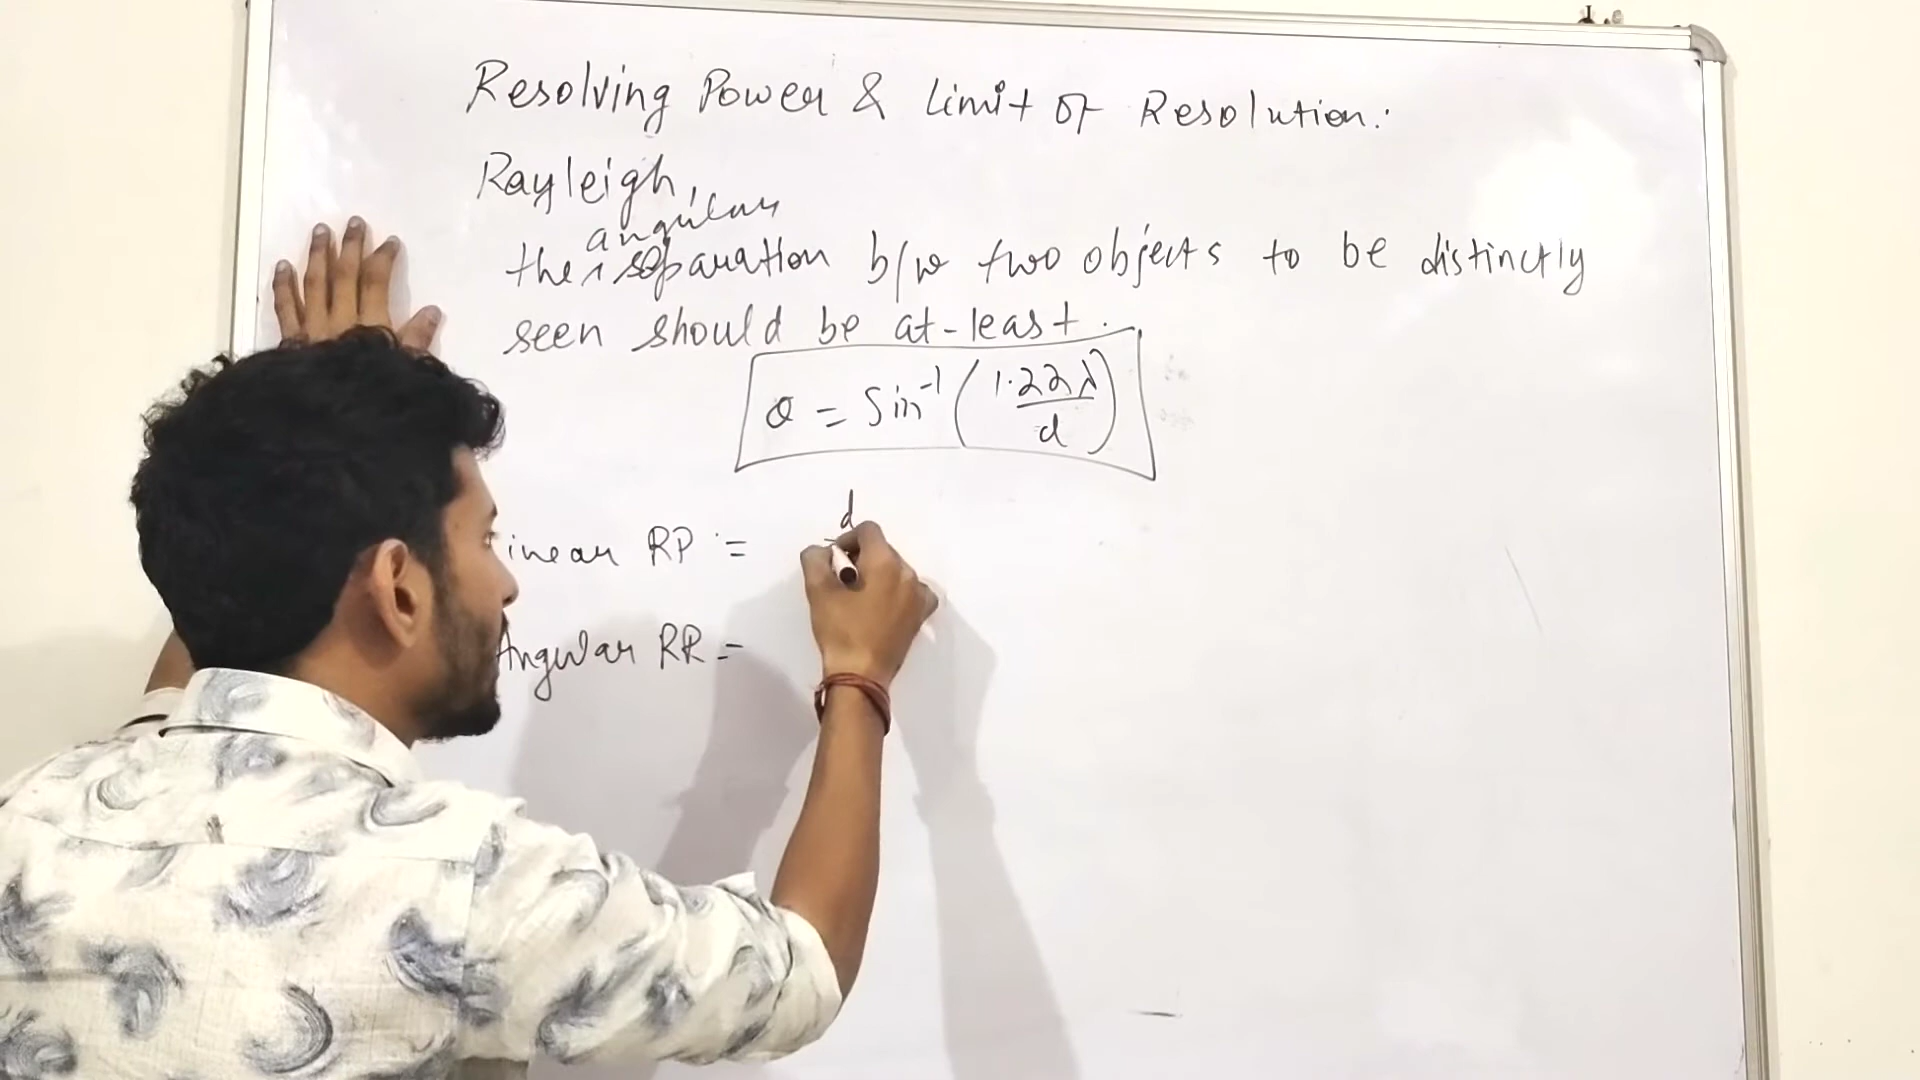 Resolving Power & Limit Of Resolution:
Rayleigh,
angular
the separation b/w two objects to be distinctly
seen should be at-least.
θ = Sin⁻¹ (1.22λ/d)
inear RP = d
Angular RR =